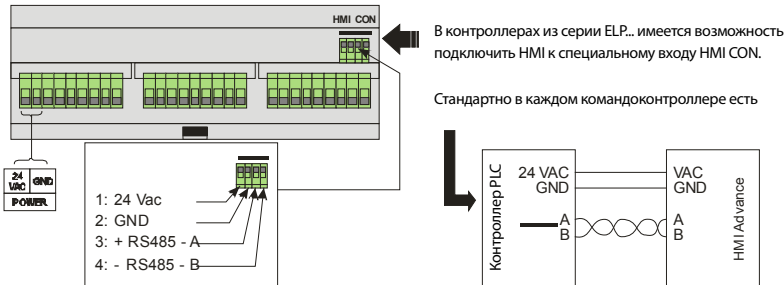 HMI CON
В контроллерах из серии ELP... имеется возможность
подключить HMI к специальному входу HMI CON.
Стандартно в каждом командоконтроллере есть
24
VAC
GND
POWER
1: 24 Vac
2: GND
3: + RS485 - A
4: - RS485 - B
Контроллер PLC
24 VAC
GND
A
B
VAC
GND
A
B
HMI Advance